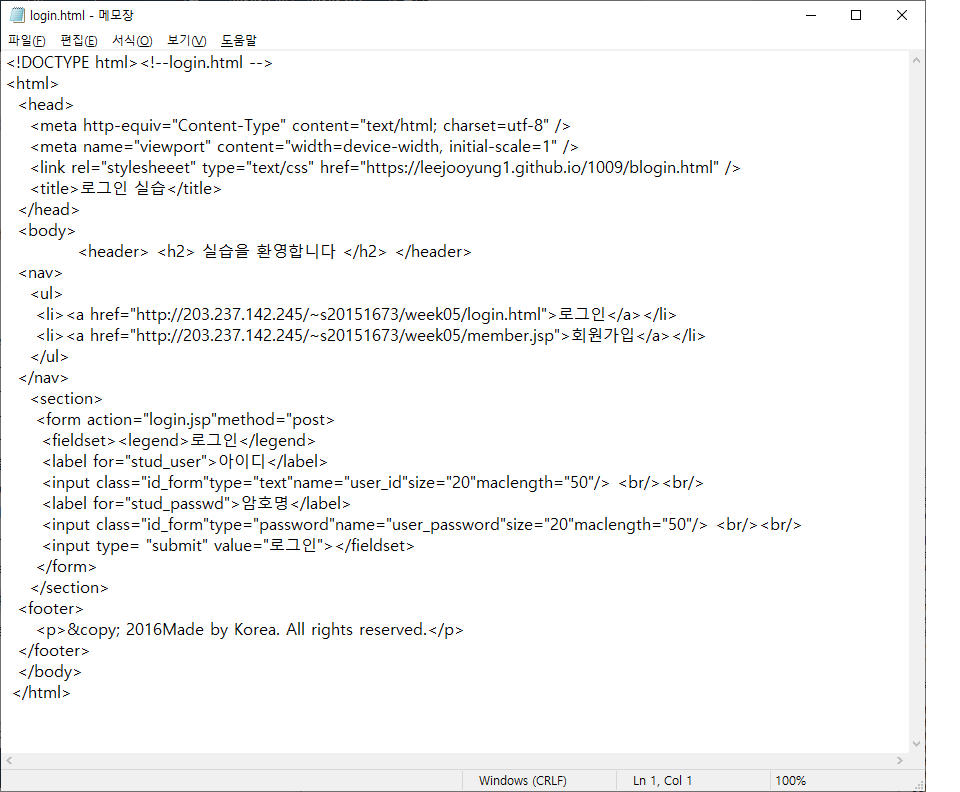 login.html - 메모장
파일(F) 편집(E) 서식(O) 보기(V) 도움말
<!DOCTYPE html><!--login.html -->
<html>
<head>
<meta http-equiv="Content-Type" content="text/html; charset=utf-8" />
<meta name="viewport" content="width=device-width, initial-scale=1" />
<link rel="stylesheeet" type="text/css" href="https://leejooyung1.github.io/1009/blogin.html" />
<title>로그인 실습</title>
</head>
<body>
<header> <h2> 실습을 환영합니다 </h2> </header>
<nav>
<ul>
<li><a href="http://203.237.142.245/~s20151673/week05/login.html">로그인</a></li>
<li><a href="http://203.237.142.245/~s20151673/week05/member.jsp">회원가입</a></li>
</ul>
</nav>
<section>
<form action="login.jsp"method="post>
<fieldset><legend>로그인</legend>
<label for="stud_user">아이디</label>
<input class="id_form"type="text"name="user_id"size="20"maclength="50"/> <br/><br/>
<label for="stud_passwd">암호명</label>
<input class="id_form"type="password"name="user_password"size="20"maclength="50"/> <br/><br/>
<input type= "submit" value="로그인"></fieldset>
</form>
</section>
<footer>
<p>&copy; 2016Made by Korea. All rights reserved.</p>
</footer>
</body>
</html>
Windows (CRLF) Ln 1, Col 1 100%